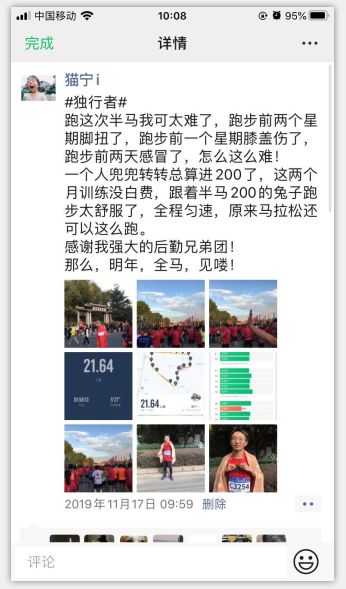 中国移动
10:08
95%
完成
详情
猫宁i
#独行者#
跑这次半马我可太难了，跑步前两个星
期脚扭了，跑步前一个星期膝盖伤了，
跑步前两天感冒了，怎么这么难！
一个人兜兜转转总算进200了，这两个
月训练没白费，跟着半马200的兔子跑
步太舒服了，全程匀速，原来马拉松还
可以这么跑。
感谢我强大的后勤兄弟团！
那么，明年，全马，见喽！
21.64
21.64
C3254
2019年11月17日 09:59
删除
评论